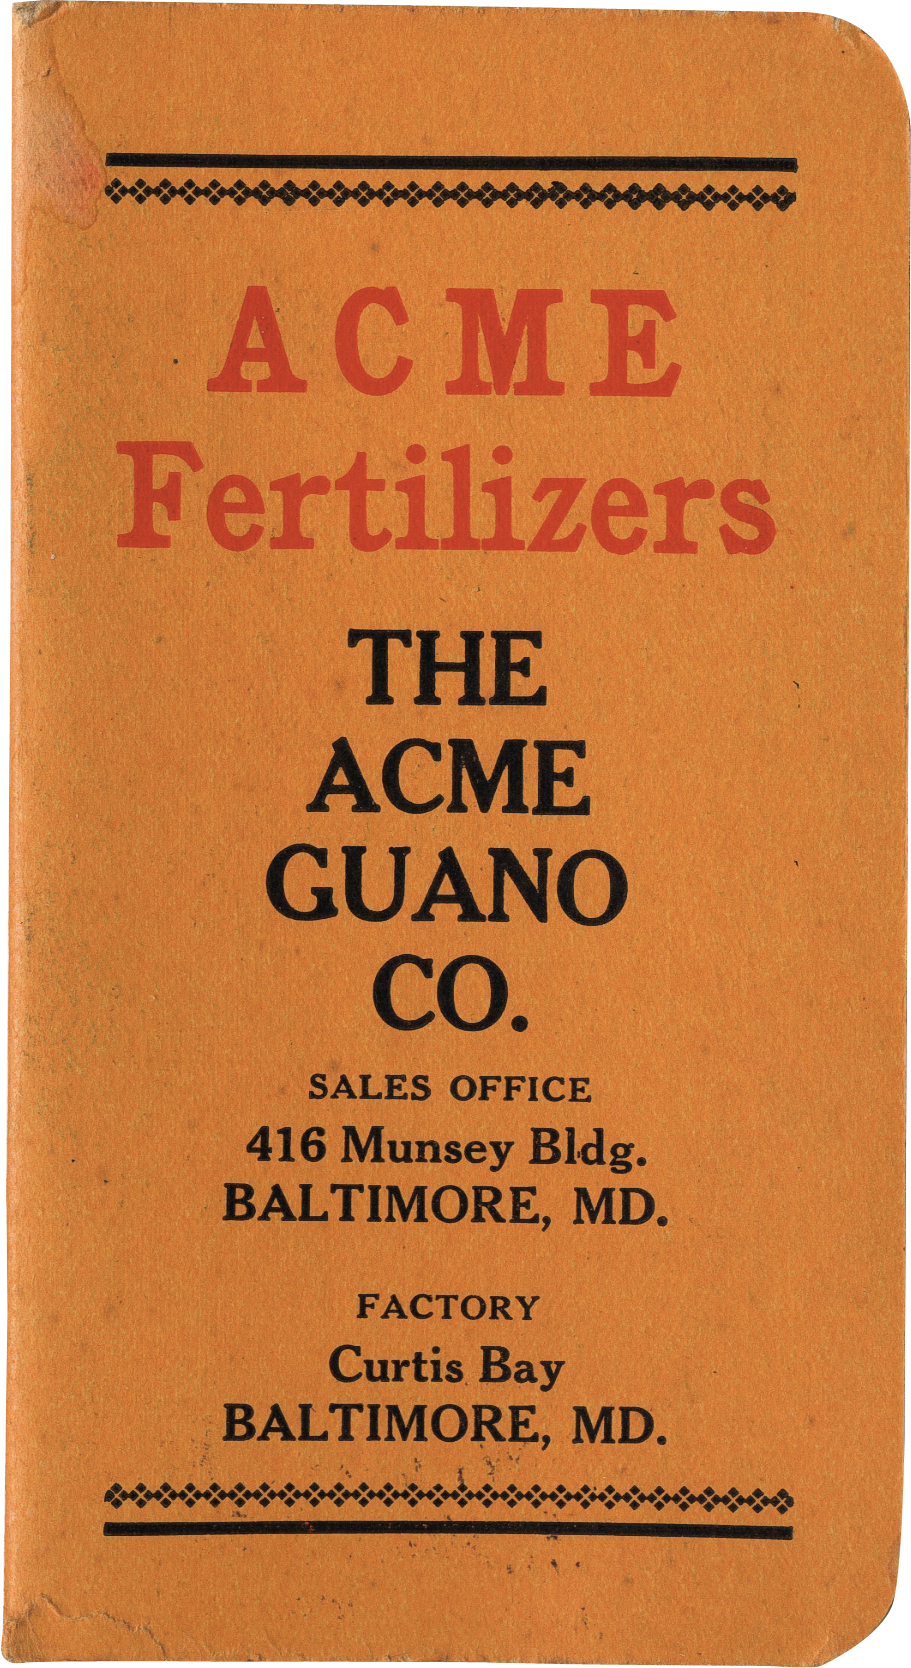 ACME
Fertilizers
THE
ACME
GUANO
CO.
SALES OFFICE
416 Munsey Bldg.
BALTIMORE, MD.
FACTORY
Curtis Bay
BALTIMORE, MD.